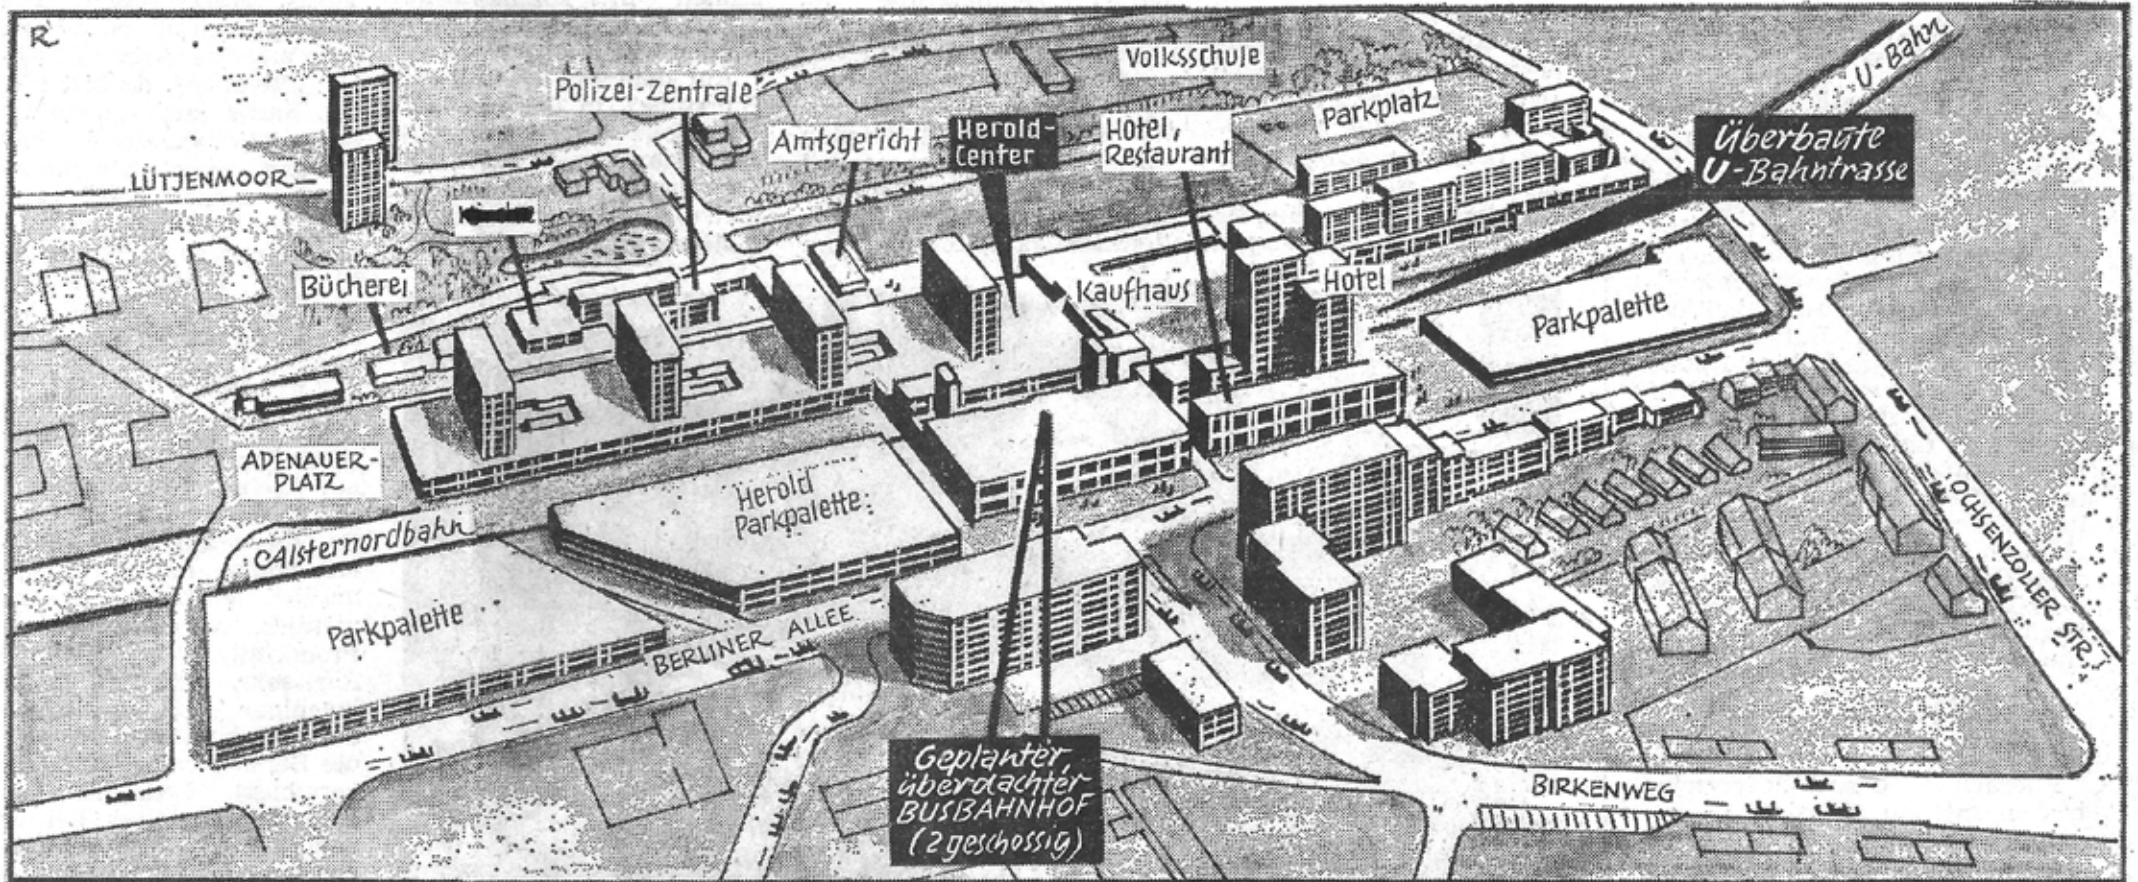 R
Volksschule
U-Bahn
Polizei-Zentrale
Parkplatz
Amtsgericht
Herold-
Center
Hotel,
Restaurant
Überbaute
U-Bahntrasse
LÜTJENMOOR
Bücherei
Kaufhaus
Hotel
Parkpalette
ADENAUER-
PLATZ
Herold
Parkpalette
Alsternordbahn
OCHSENZOLLER STR.
Parkpalette
BERLINER ALLEE
Geplanter,
überdachter
BUSBAHNHOF
(2geschossig)
BIRKENWEG